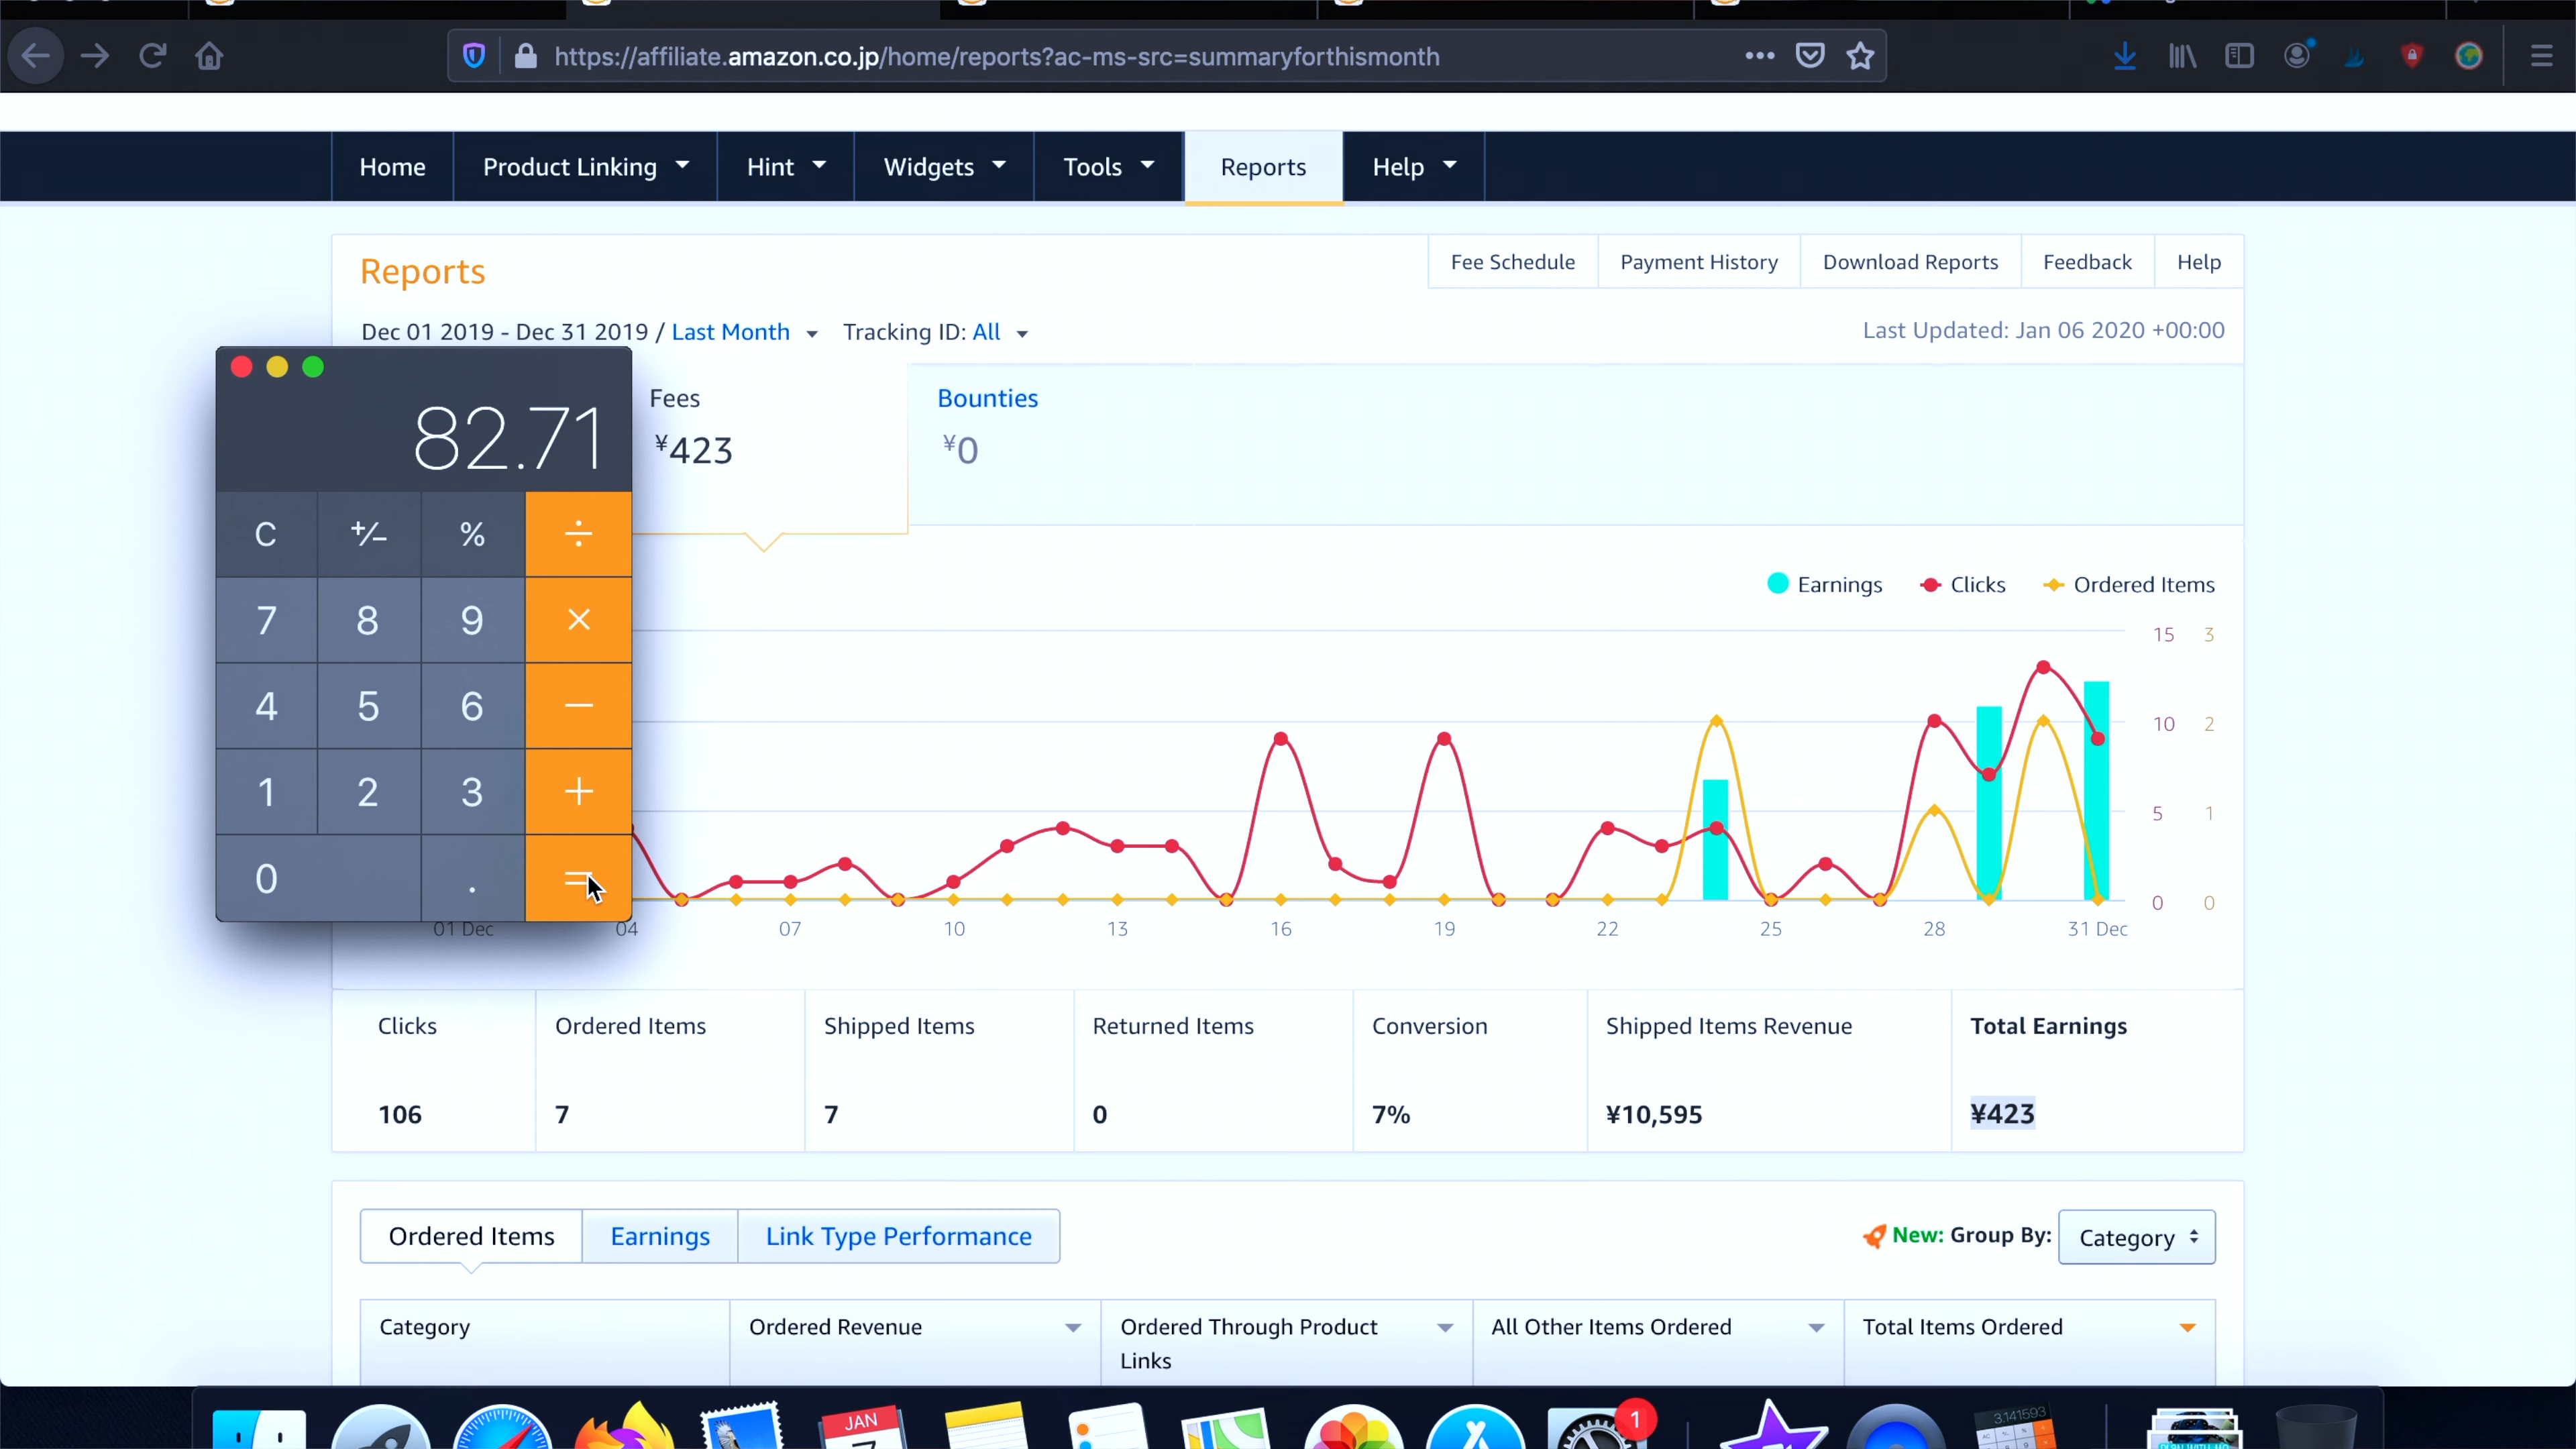 https://affiliate.amazon.co.jp/home/reports?ac-ms-src=summaryforthismonth
Home
Product Linking
Hint
Widgets
Tools
Reports
Help
Reports
Fee Schedule
Payment History
Download Reports
Feedback
Help
Dec 01 2019 - Dec 31 2019 / Last Month
Tracking ID: All
Last Updated: Jan 06 2020 +00:00
82.71
C
+/-
%
÷
7
8
9
×
4
5
6
−
1
2
3
+
0
.
=
Fees
¥423
Bounties
¥0
Earnings
Clicks
Ordered Items
15
3
10
2
5
1
0
0
01 Dec
04
07
10
13
16
19
22
25
28
31 Dec
Clicks
106
Ordered Items
7
Shipped Items
7
Returned Items
0
Conversion
7%
Shipped Items Revenue
¥10,595
Total Earnings
¥423
Ordered Items
Earnings
Link Type Performance
New: Group By:
Category
Category
Ordered Revenue
Ordered Through Product
Links
All Other Items Ordered
Total Items Ordered
JAN
1
3.141593